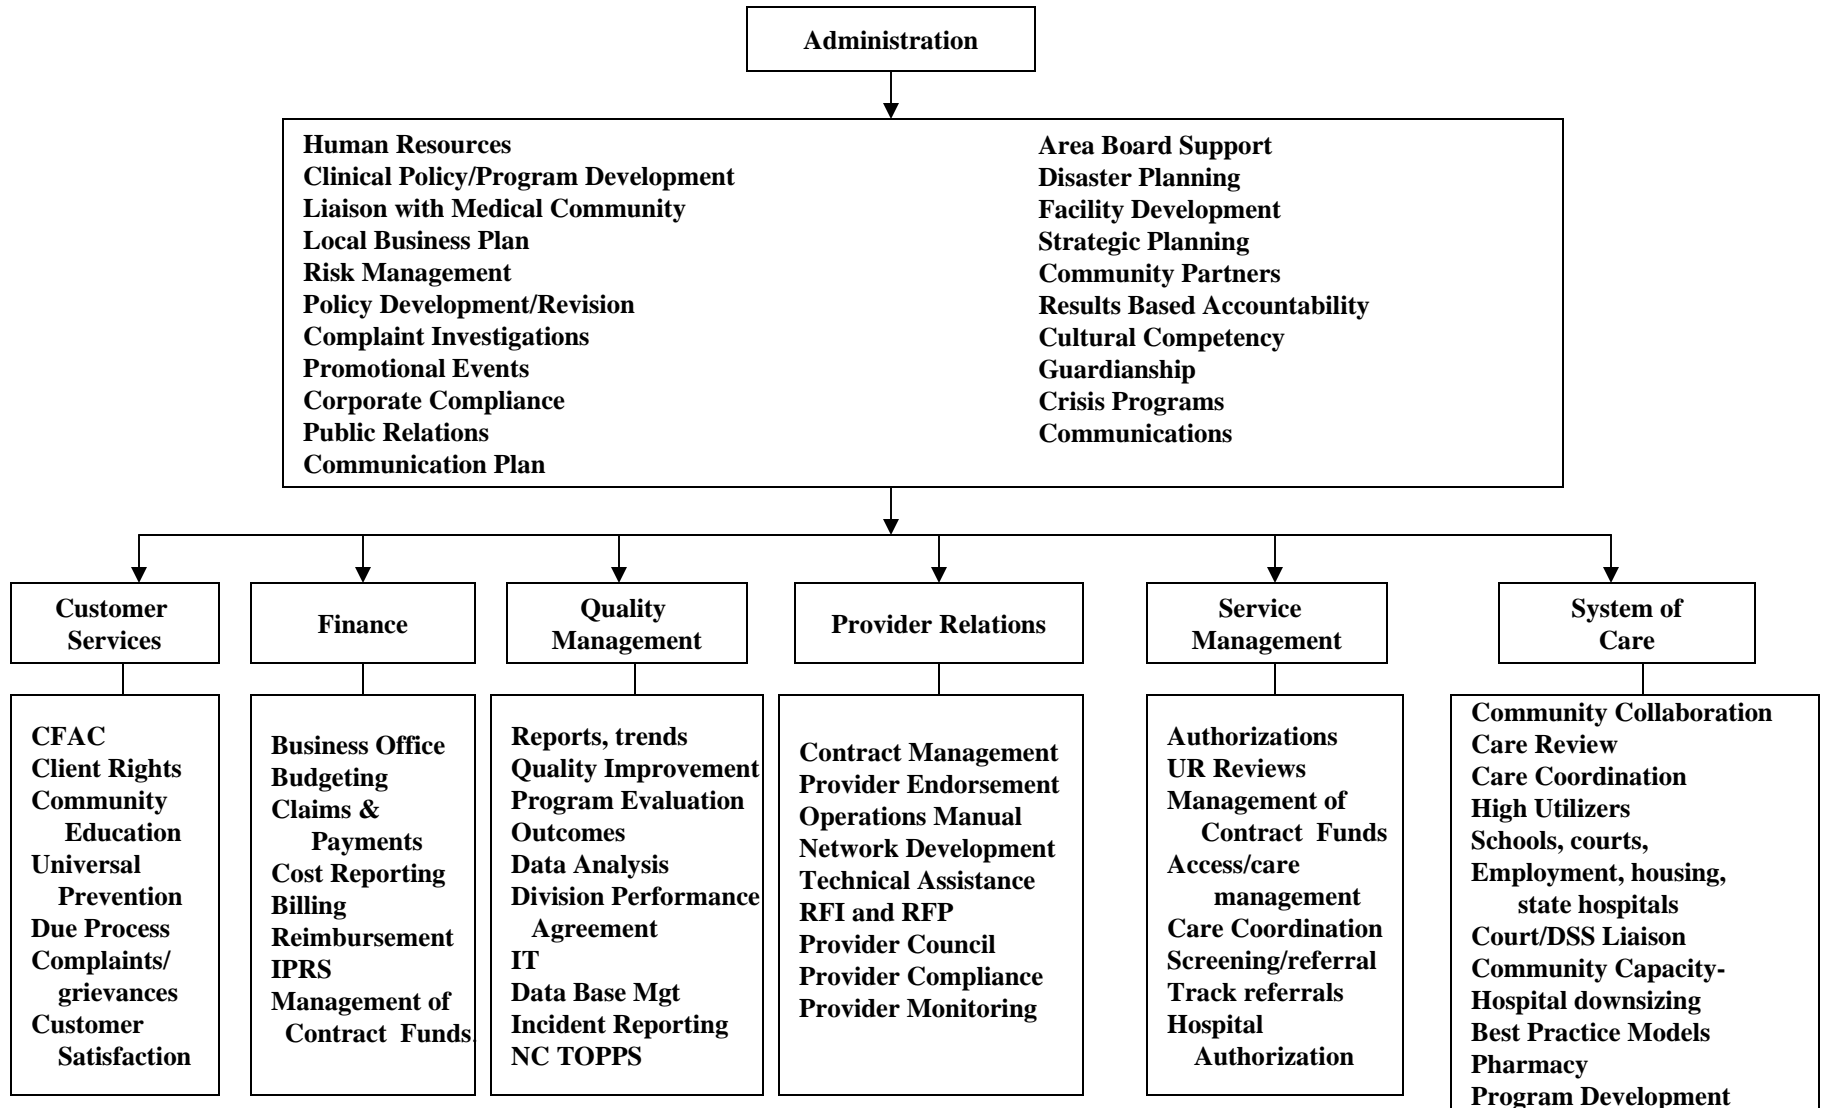 Administration
Human Resources
Clinical Policy/Program Development
Liaison with Medical Community
Local Business Plan
Risk Management
Policy Development/Revision
Complaint Investigations
Promotional Events
Corporate Compliance
Public Relations
Communication Plan
Area Board Support
Disaster Planning
Facility Development
Strategic Planning
Community Partners
Results Based Accountability
Cultural Competency
Guardianship
Crisis Programs
Communications
Customer
Services
Finance
Quality
Management
Provider Relations
Service
Management
System of
Care
CFAC
Client Rights
Community
Education
Universal
Prevention
Due Process
Complaints/
grievances
Customer
Satisfaction
Business Office
Budgeting
Claims &
Payments
Cost Reporting
Billing
Reimbursement
IPRS
Management of
Contract Funds.
Reports, trends
Quality Improvement
Program Evaluation
Outcomes
Data Analysis
Division Performance
Agreement
IT
Data Base Mgt
Incident Reporting
NC TOPPS
Contract Management
Provider Endorsement
Operations Manual
Network Development
Technical Assistance
RFI and RFP
Provider Council
Provider Compliance
Provider Monitoring
Authorizations
UR Reviews
Management of
Contract Funds
Access/care
management
Care Coordination
Screening/referral
Track referrals
Hospital
Authorization
Community Collaboration
Care Review
Care Coordination
High Utilizers
Schools, courts,
Employment, housing,
state hospitals
Court/DSS Liaison
Community Capacity-
Hospital downsizing
Best Practice Models
Pharmacy
Program Development